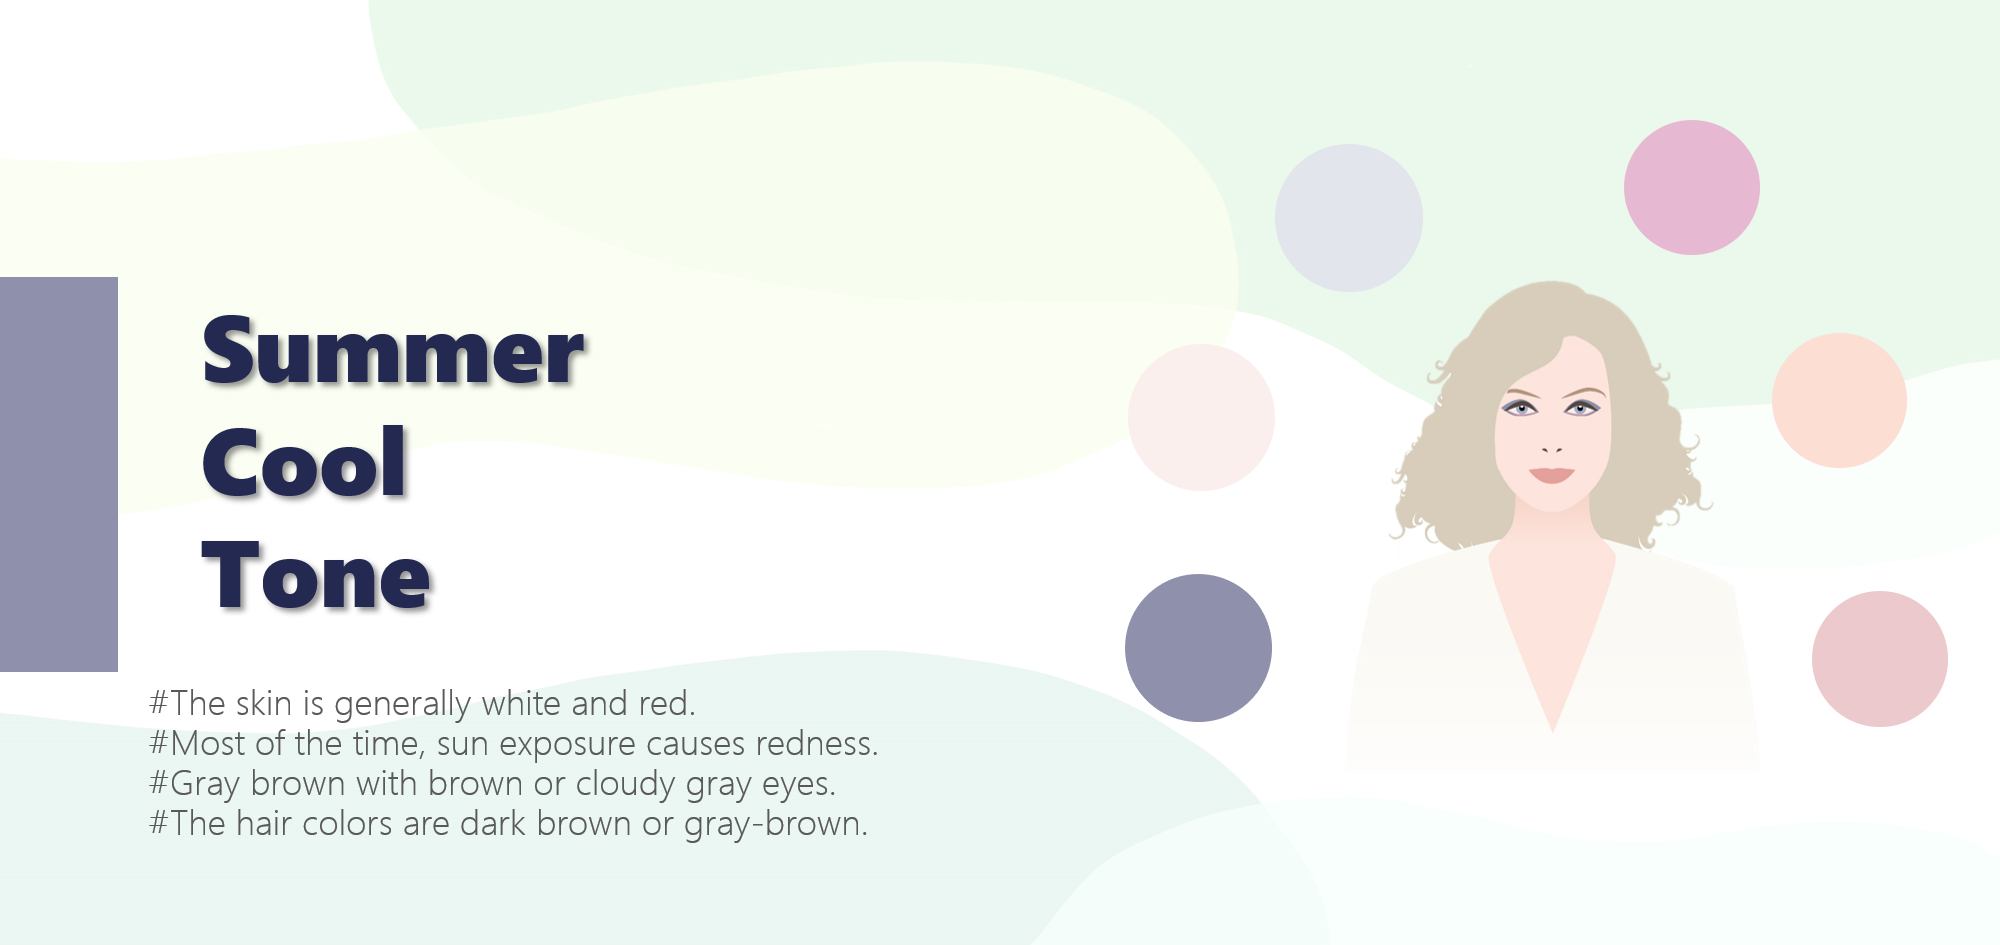 Summer
Cool
Tone
#The skin is generally white and red.
#Most of the time, sun exposure causes redness.
#Gray brown with brown or cloudy gray eyes.
#The hair colors are dark brown or gray-brown.